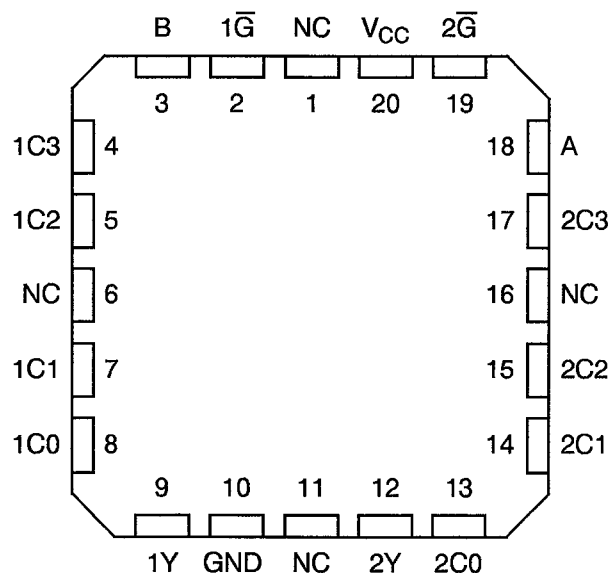 B 1G̅ NC VCC 2G̅
3 2 1 20 19
1C3 4 18 A
1C2 5 17 2C3
NC 6 16 NC
1C1 7 15 2C2
1C0 8 14 2C1
9 10 11 12 13
1Y GND NC 2Y 2C0